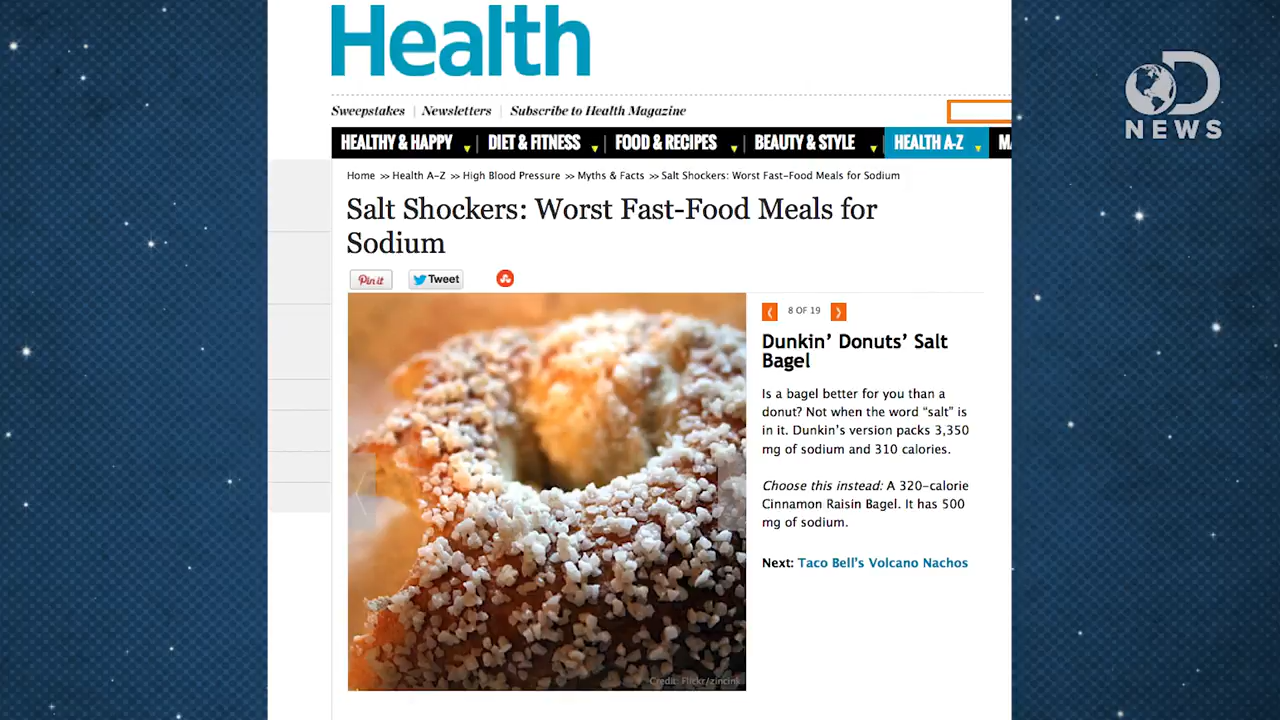 Health
D
NEWS
Sweepstakes | Newsletters | Subscribe to Health Magazine
HEALTHY & HAPPY | DIET & FITNESS | FOOD & RECIPES | BEAUTY & STYLE HEALTH A-Z
Home >> Health A-Z >> High Blood Pressure >> Myths & Facts >> Salt Shockers: Worst Fast-Food Meals for Sodium
Salt Shockers: Worst Fast-Food Meals for
Sodium
Pin it Tweet
8 OF 19
Dunkin’ Donuts’ Salt
Bagel
Is a bagel better for you than a
donut? Not when the word “salt” is
in it. Dunkin’s version packs 3,350
mg of sodium and 310 calories.
Choose this instead: A 320-calorie
Cinnamon Raisin Bagel. It has 500
mg of sodium.
Next: Taco Bell’s Volcano Nachos
Credit: Flickr/zincink